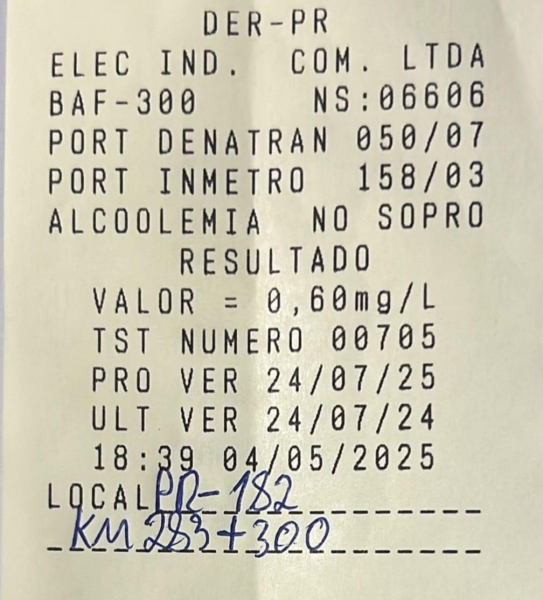 DER-PR
ELEC IND. COM. LTDA
BAF-300 NS:06606
PORT DENATRAN 050/07
PORT INMETRO 158/03
ALCOOLEMIA NO SOPRO
RESULTADO
VALOR = 0,60mg/L
TST NUMERO 00705
PRO VER 24/07/25
ULT VER 24/07/24
18:39 04/05/2025
LOCAL PR-182
KM 283+300